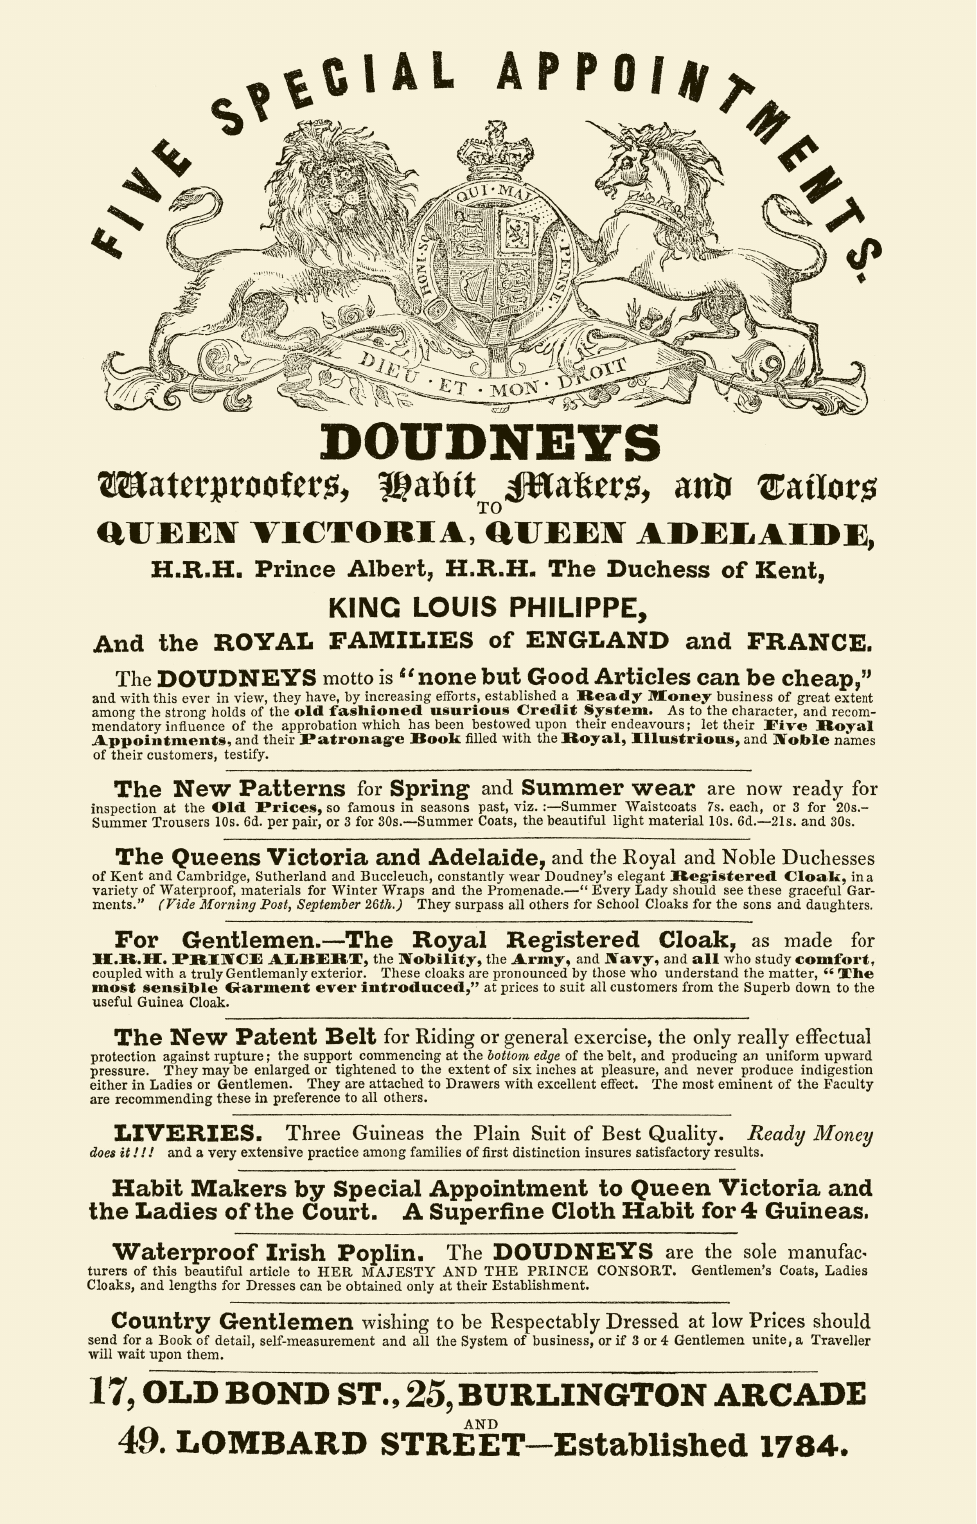 FIVE SPECIAL APPOINTMENTS.
HON · SO
QUI · MAL
· PENSE ·
DIEU · ET · MON · DROIT
DOUDNEYS
Waterproofers, Habit Makers, and Tailors
TO
QUEEN VICTORIA, QUEEN ADELAIDE,
H.R.H. Prince Albert, H.R.H. The Duchess of Kent,
KING LOUIS PHILIPPE,
And the ROYAL FAMILIES of ENGLAND and FRANCE.
The DOUDNEYS motto is “none but Good Articles can be cheap,”
and with this ever in view, they have, by increasing efforts, established a Ready Money business of great extent
among the strong holds of the old fashioned usurious Credit System. As to the character, and recom-
mendatory influence of the approbation which has been bestowed upon their endeavours; let their Five Royal
Appointments, and their Patronage Book filled with the Royal, Illustrious, and Noble names
of their customers, testify.
The New Patterns for Spring and Summer wear are now ready for
inspection at the Old Prices, so famous in seasons past, viz. :—Summer Waistcoats 7s. each, or 3 for 20s.–
Summer Trousers 10s. 6d. per pair, or 3 for 30s.—Summer Coats, the beautiful light material 10s. 6d.—21s. and 30s.
The Queens Victoria and Adelaide, and the Royal and Noble Duchesses
of Kent and Cambridge, Sutherland and Buccleuch, constantly wear Doudney's elegant Registered Cloak, in a
variety of Waterproof, materials for Winter Wraps and the Promenade.—“ Every Lady should see these graceful Gar-
ments.” (Vide Morning Post, September 26th.) They surpass all others for School Cloaks for the sons and daughters.
For Gentlemen.—The Royal Registered Cloak, as made for
H.R.H. PRINCE ALBERT, the Nobility, the Army, and Navy, and all who study comfort,
coupled with a truly Gentlemanly exterior. These cloaks are pronounced by those who understand the matter, “ The
most sensible Garment ever introduced,” at prices to suit all customers from the Superb down to the
useful Guinea Cloak.
The New Patent Belt for Riding or general exercise, the only really effectual
protection against rupture; the support commencing at the bottom edge of the belt, and producing an uniform upward
pressure. They may be enlarged or tightened to the extent of six inches at pleasure, and never produce indigestion
either in Ladies or Gentlemen. They are attached to Drawers with excellent effect. The most eminent of the Faculty
are recommending these in preference to all others.
LIVERIES. Three Guineas the Plain Suit of Best Quality. Ready Money
does it!!! and a very extensive practice among families of first distinction insures satisfactory results.
Habit Makers by Special Appointment to Queen Victoria and
the Ladies of the Court. A Superfine Cloth Habit for 4 Guineas.
Waterproof Irish Poplin. The DOUDNEYS are the sole manufac-
turers of this beautiful article to HER MAJESTY AND THE PRINCE CONSORT. Gentlemen's Coats, Ladies
Cloaks, and lengths for Dresses can be obtained only at their Establishment.
Country Gentlemen wishing to be Respectably Dressed at low Prices should
send for a Book of detail, self-measurement and all the System of business, or if 3 or 4 Gentlemen unite, a Traveller
will wait upon them.
17, OLD BOND ST., 25, BURLINGTON ARCADE
AND
49. LOMBARD STREET—Established 1784.